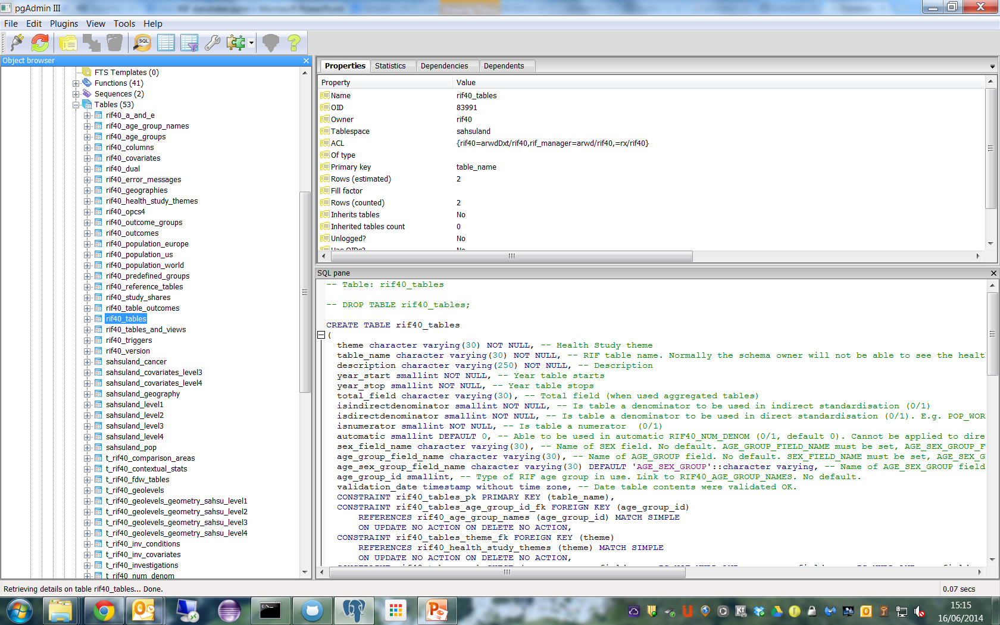 pgAdmin III
File Edit Plugins View Tools Help
SQL
Object browser
FTS Templates (0)
Functions (41)
Sequences (2)
Tables (53)
rif40_a_and_e
rif40_age_group_names
rif40_age_groups
rif40_columns
rif40_covariates
rif40_dual
rif40_error_messages
rif40_geographies
rif40_health_study_themes
rif40_opcs4
rif40_outcome_groups
rif40_outcomes
rif40_population_europe
rif40_population_us
rif40_population_world
rif40_predefined_groups
rif40_reference_tables
rif40_study_shares
rif40_table_outcomes
rif40_tables
rif40_tables_and_views
rif40_triggers
rif40_version
sahsuland_cancer
sahsuland_covariates_level3
sahsuland_covariates_level4
sahsuland_geography
sahsuland_level1
sahsuland_level2
sahsuland_level3
sahsuland_level4
sahsuland_pop
t_rif40_comparison_areas
t_rif40_contextual_stats
t_rif40_fdw_tables
t_rif40_geolevels
t_rif40_geolevels_geometry_sahsu_level1
t_rif40_geolevels_geometry_sahsu_level2
t_rif40_geolevels_geometry_sahsu_level3
t_rif40_geolevels_geometry_sahsu_level4
t_rif40_inv_conditions
t_rif40_inv_covariates
t_rif40_investigations
t_rif40_num_denom
Properties Statistics Dependencies Dependents
Property Value
Name rif40_tables
OID 83991
Owner rif40
Tablespace sahsuland
ACL {rif40=arwdDxt/rif40,rif_manager=arwd/rif40,=rx/rif40}
Of type
Primary key table_name
Rows (estimated) 2
Fill factor
Rows (counted) 2
Inherits tables No
Inherited tables count 0
Unlogged? No
Has OIDs? No
SQL pane
-- Table: rif40_tables
-- DROP TABLE rif40_tables;
CREATE TABLE rif40_tables
(
theme character varying(30) NOT NULL, -- Health Study theme
table_name character varying(30) NOT NULL, -- RIF table name. Normally the schema owner will not be able to see the healt
description character varying(250) NOT NULL, -- Description
year_start smallint NOT NULL, -- Year table starts
year_stop smallint NOT NULL, -- Year table stops
total_field character varying(30), -- Total field (when used aggregated tables)
isindirectdenominator smallint NOT NULL, -- Is table a denominator to be used in indirect standardisation (0/1)
isdirectdenominator smallint NOT NULL, -- Is table a denominator to be used in direct standardisation (0/1). E.g. POP_WOR
isnumerator smallint NOT NULL, -- Is table a numerator  (0/1)
automatic smallint DEFAULT 0, -- Able to be used in automatic RIF40_NUM_DENOM (0/1, default 0). Cannot be applied to dire
sex_field_name character varying(30), -- Name of SEX field. No default. AGE_GROUP_FIELD_NAME must be set, AGE_SEX_GROUP_F
age_group_field_name character varying(30), -- Name of AGE_GROUP field. No default. SEX_FIELD_NAME must be set, AGE_SEX_G
age_sex_group_field_name character varying(30) DEFAULT 'AGE_SEX_GROUP'::character varying, -- Name of AGE_SEX_GROUP field
age_group_id smallint, -- Type of RIF age group in use. Link to RIF40_AGE_GROUP_NAMES. No default.
validation_date timestamp without time zone, -- Date table contents were validated OK.
CONSTRAINT rif40_tables_pk PRIMARY KEY (table_name),
CONSTRAINT rif40_tables_age_group_id_fk FOREIGN KEY (age_group_id)
REFERENCES rif40_age_group_names (age_group_id) MATCH SIMPLE
ON UPDATE NO ACTION ON DELETE NO ACTION,
CONSTRAINT rif40_tables_theme_fk FOREIGN KEY (theme)
REFERENCES rif40_health_study_themes (theme) MATCH SIMPLE
ON UPDATE NO ACTION ON DELETE NO ACTION,
Retrieving details on table rif40_tables... Done.
0.07 secs
15:15
16/06/2014